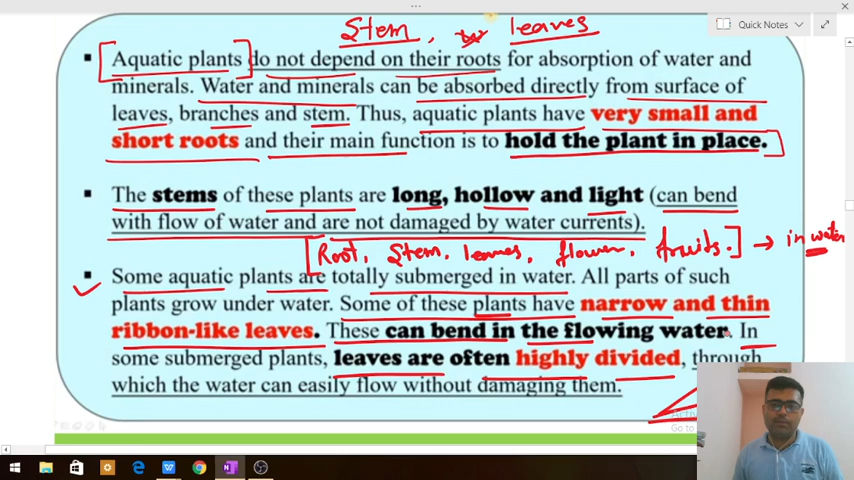 Stem, leaves
Quick Notes
Aquatic plants do not depend on their roots for absorption of water and
minerals. Water and minerals can be absorbed directly from surface of
leaves, branches and stem. Thus, aquatic plants have very small and
short roots and their main function is to hold the plant in place.
The stems of these plants are long, hollow and light (can bend
with flow of water and are not damaged by water currents).
[Root, Stem, leaves, flower, fruits.] → in water
Some aquatic plants are totally submerged in water. All parts of such
plants grow under water. Some of these plants have narrow and thin
ribbon-like leaves. These can bend in the flowing water. In
some submerged plants, leaves are often highly divided, through
which the water can easily flow without damaging them.
Go to